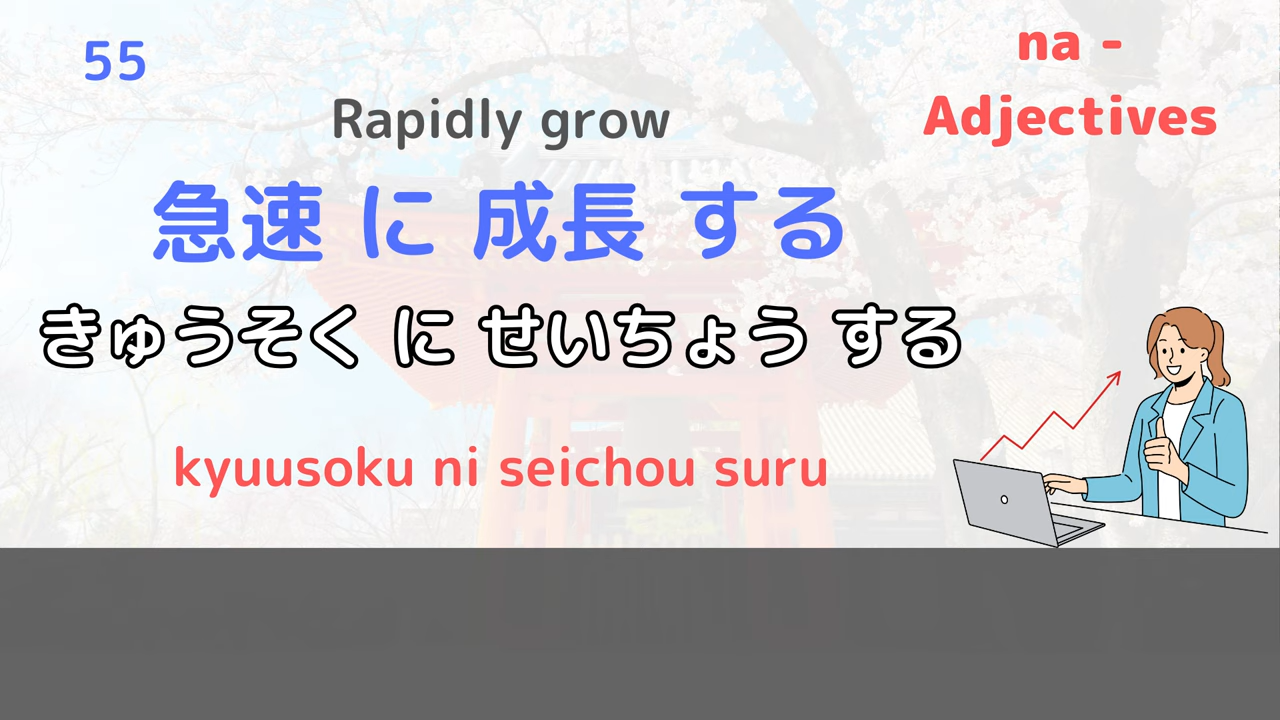 55
na -
Adjectives
Rapidly grow
急速 に 成長 する
きゅうそく に せいちょう する
kyuusoku ni seichou suru